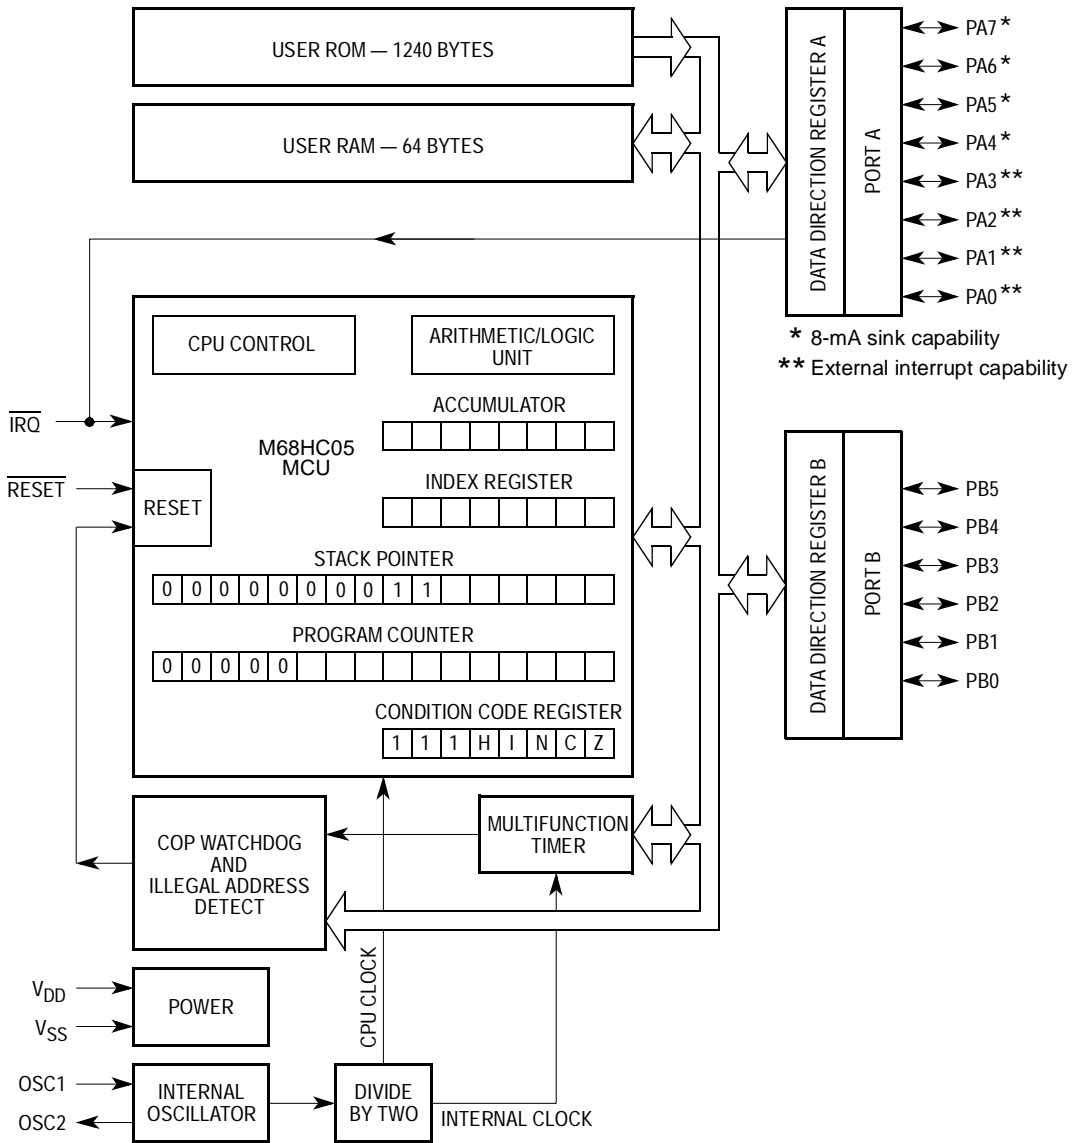 USER ROM — 1240 BYTES
USER RAM — 64 BYTES
DATA DIRECTION REGISTER A
PORT A
PA7 *
PA6 *
PA5 *
PA4 *
PA3 **
PA2 **
PA1 **
PA0 **
* 8-mA sink capability
** External interrupt capability
CPU CONTROL
ARITHMETIC/LOGIC
UNIT
ACCUMULATOR
IRQ
M68HC05
MCU
INDEX REGISTER
RESET
RESET
STACK POINTER
0 0 0 0 0 0 0 0 1 1
PROGRAM COUNTER
0 0 0 0 0
CONDITION CODE REGISTER
1 1 1 H I N C Z
DATA DIRECTION REGISTER B
PORT B
PB5
PB4
PB3
PB2
PB1
PB0
COP WATCHDOG
AND
ILLEGAL ADDRESS
DETECT
MULTIFUNCTION
TIMER
CPU CLOCK
VDD
VSS
POWER
OSC1
OSC2
INTERNAL
OSCILLATOR
DIVIDE
BY TWO
INTERNAL CLOCK